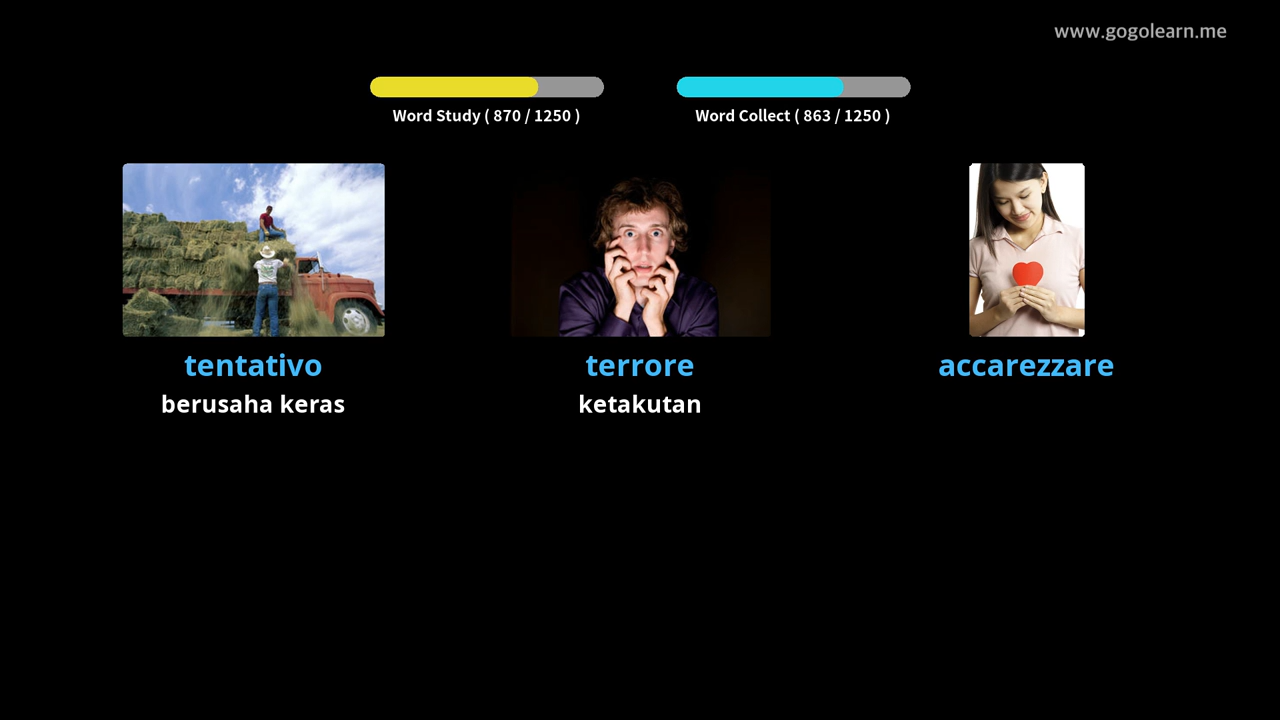 www.gogolearn.me
Word Study ( 870 / 1250 )
Word Collect ( 863 / 1250 )
tentativo
berusaha keras
terrore
ketakutan
accarezzare